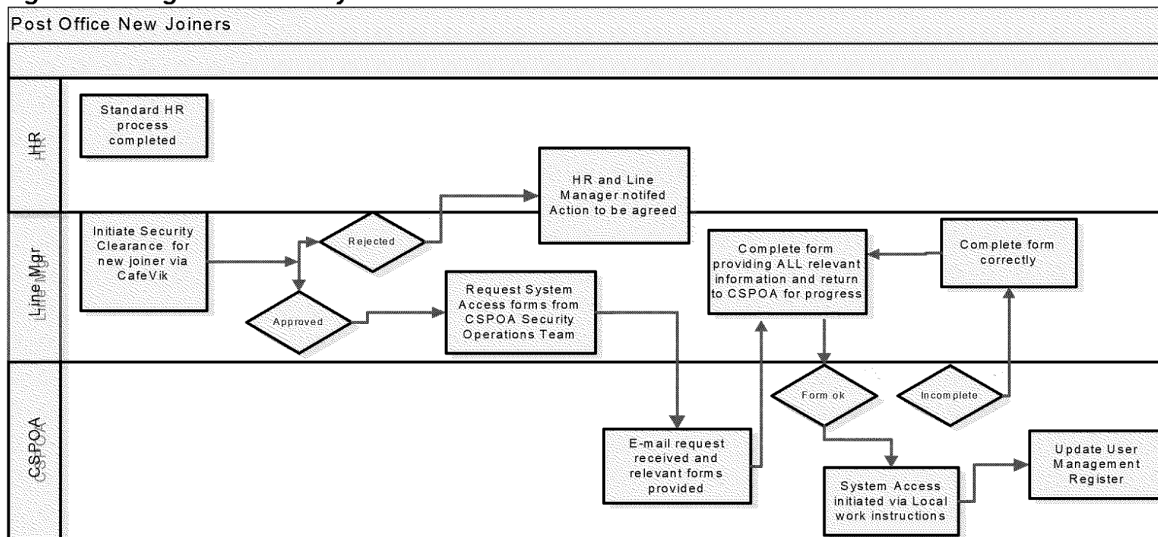 Post Office New Joiners
HR
Standard HR
process
completed
HR and Line
Manager notifed
Action to be agreed
Line Mgr
Initiate Security
Clearance for
new joiner via
CafeVik
Rejected
Approved
Request System
Access forms from
CSPOA Security
Operations Team
Complete form
providing ALL relevant
information and return
to CSPOA for progress
Complete form
correctly
CSPOA
E-mail request
received and
relevant forms
provided
Form ok
Incomplete
System Access
initiated via Local
work instructions
Update User
Management
Register